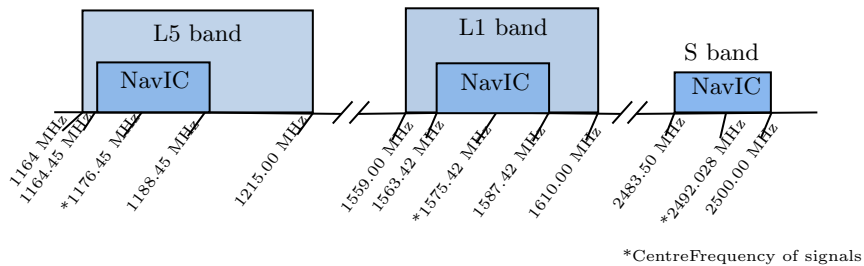 L5 band
NavIC
L1 band
NavIC
S band
NavIC
1164 MHz
1164.45 MHz
*1176.45 MHz
1188.45 MHz
1215.00 MHz
1559.00 MHz
1563.42 MHz
*1575.42 MHz
1587.42 MHz
1610.00 MHz
2483.50 MHz
*2492.028 MHz
2500.00 MHz
*CentreFrequency of signals